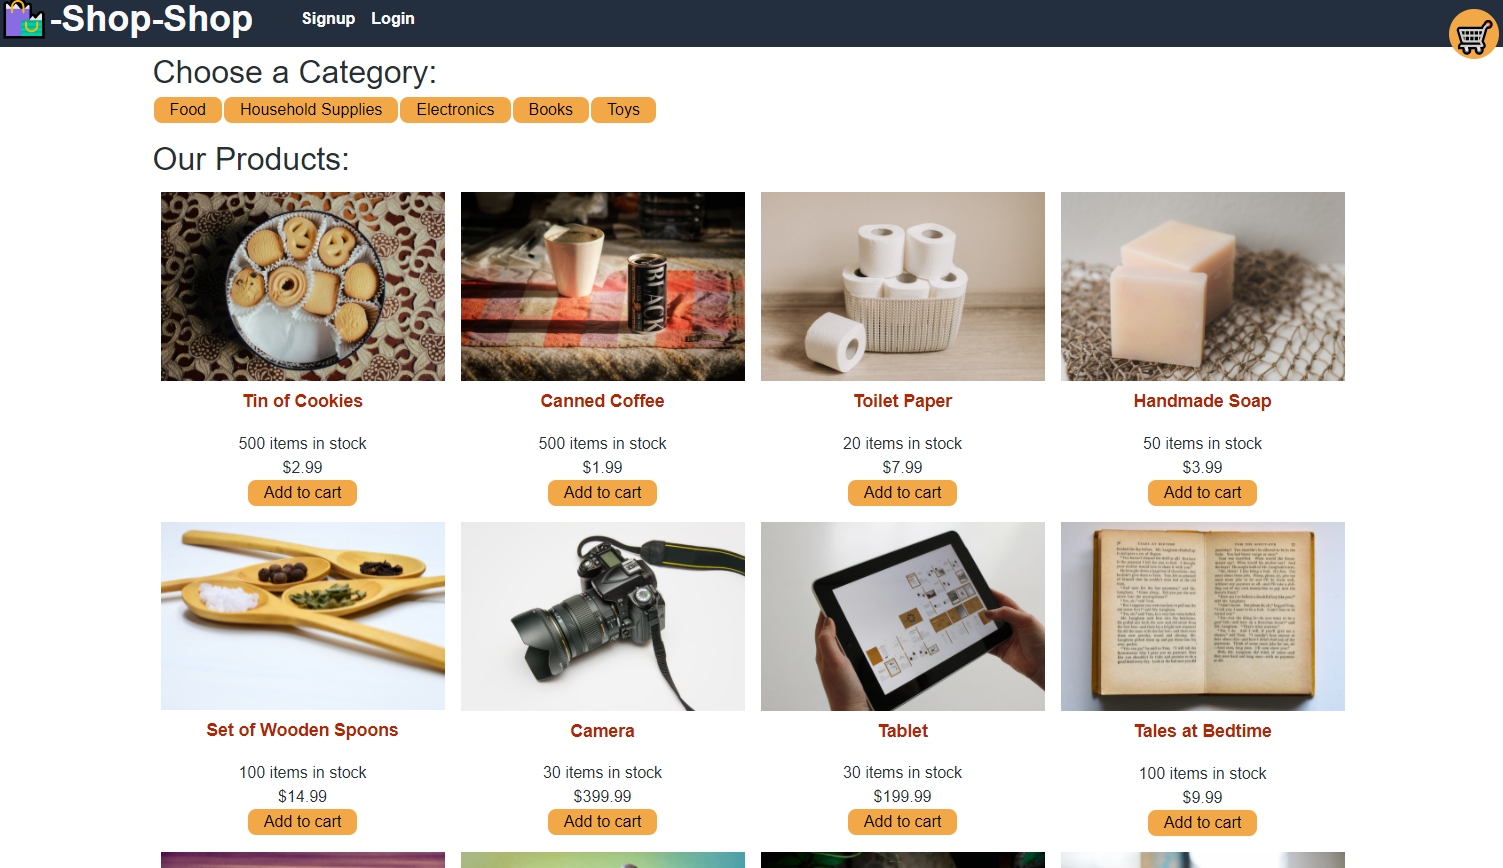 -Shop-Shop
Signup Login
Choose a Category:
Food Household Supplies Electronics Books Toys
Our Products:
BLACK
Tin of Cookies
500 items in stock
$2.99
Add to cart
Canned Coffee
500 items in stock
$1.99
Add to cart
Toilet Paper
20 items in stock
$7.99
Add to cart
Handmade Soap
50 items in stock
$3.99
Add to cart
Set of Wooden Spoons
100 items in stock
$14.99
Add to cart
Camera
30 items in stock
$399.99
Add to cart
Tablet
30 items in stock
$199.99
Add to cart
Tales at Bedtime
100 items in stock
$9.99
Add to cart